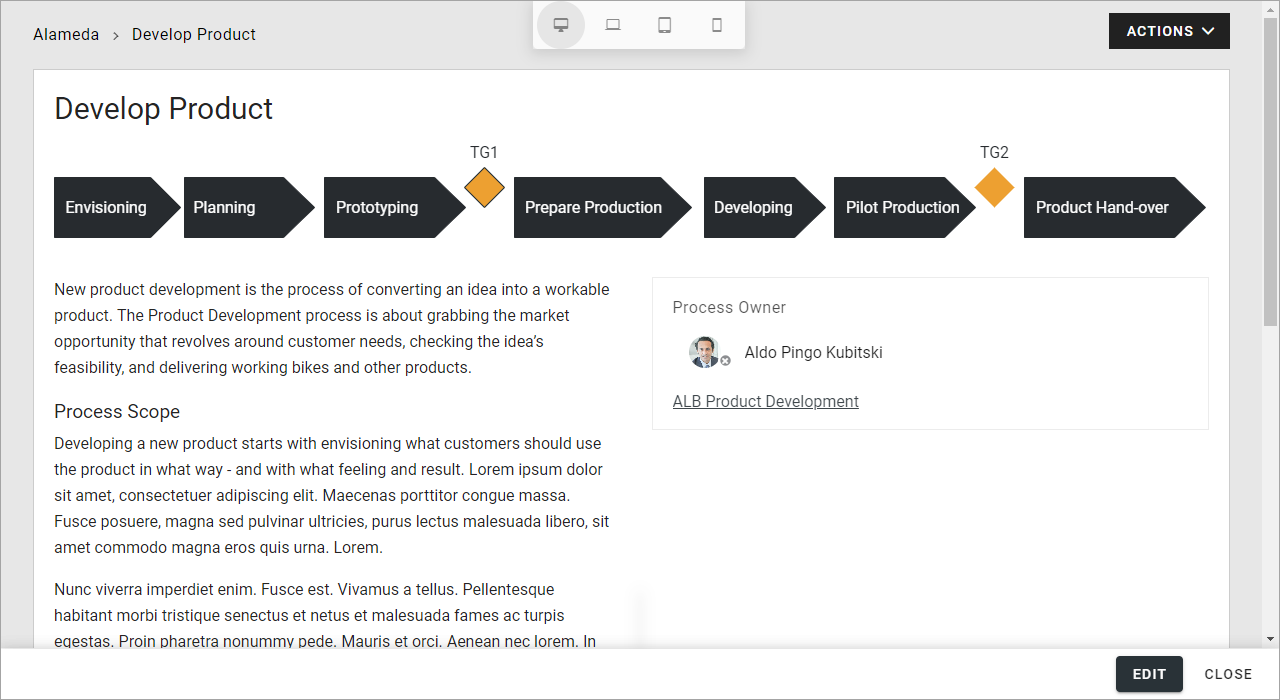 Alameda > Develop Product
ACTIONS
Develop Product
TG1
TG2
Envisioning
Planning
Prototyping
Prepare Production
Developing
Pilot Production
Product Hand-over
New product development is the process of converting an idea into a workable
product. The Product Development process is about grabbing the market
opportunity that revolves around customer needs, checking the idea’s
feasibility, and delivering working bikes and other products.
Process Scope
Developing a new product starts with envisioning what customers should use
the product in what way - and with what feeling and result. Lorem ipsum dolor
sit amet, consectetuer adipiscing elit. Maecenas porttitor congue massa.
Fusce posuere, magna sed pulvinar ultricies, purus lectus malesuada libero, sit
amet commodo magna eros quis urna. Lorem.
Nunc viverra imperdiet enim. Fusce est. Vivamus a tellus. Pellentesque
habitant morbi tristique senectus et netus et malesuada fames ac turpis
egestas. Proin pharetra nonummy pede. Mauris et orci. Aenean nec lorem. In
Process Owner
Aldo Pingo Kubitski
ALB Product Development
EDIT
CLOSE